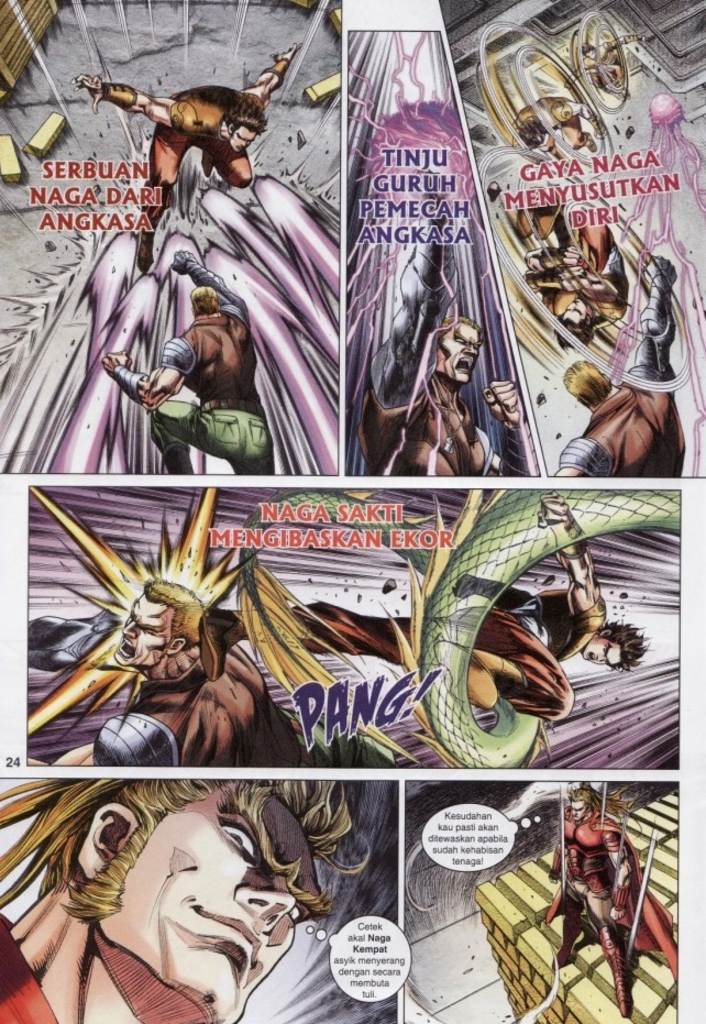 SERBUAN
NAGA DARI
ANGKASA
TINJU
GURUH
PEMECAH
ANGKASA
GAYA NAGA
MENYUSUTKAN
DIRI
NAGA SAKTI
MENGIBASKAN EKOR
PANG!
24
Cetek
akal Naga
Kempat
asyik menyerang
dengan secara
membuta
tuli.
Kesudahan
kau pasti akan
ditewaskan apabila
sudah kehabisan
tenaga!